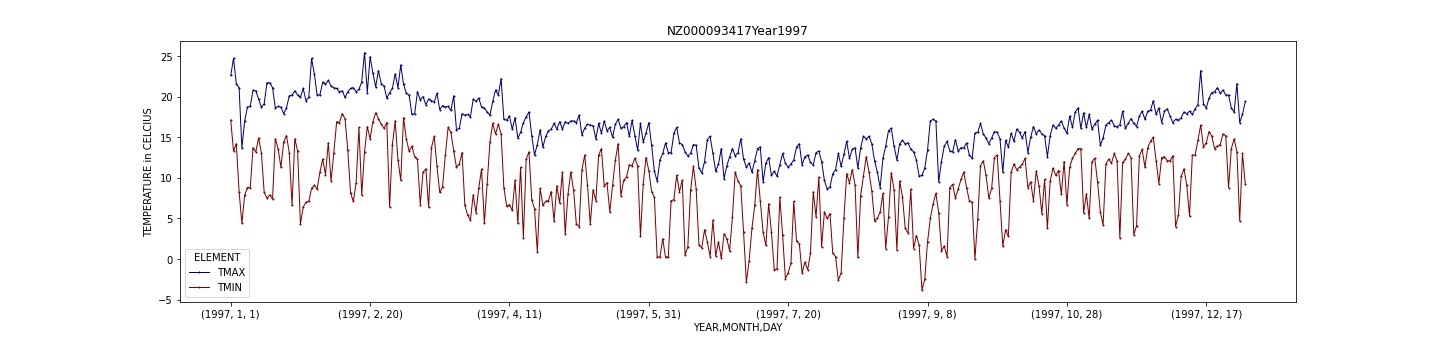 NZ000093417Year1997
TEMPERATURE in CELCIUS
25
20
15
10
5
0
−5
ELEMENT
TMAX
TMIN
(1997, 1, 1) (1997, 2, 20) (1997, 4, 11) (1997, 5, 31) (1997, 7, 20) (1997, 9, 8) (1997, 10, 28) (1997, 12, 17)
YEAR,MONTH,DAY